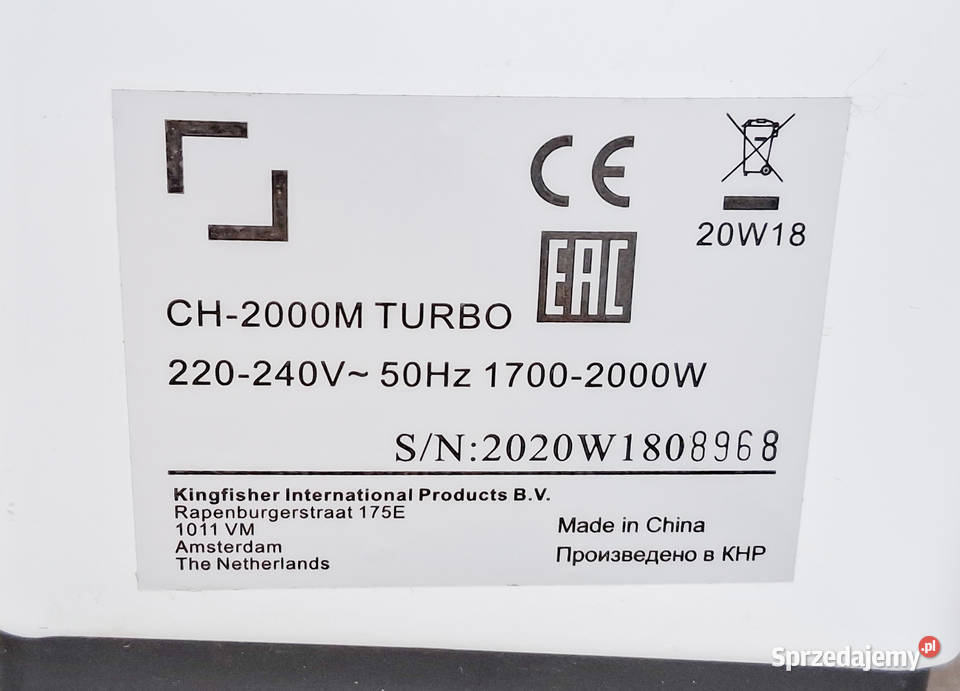 CE
20W18
EAC
CH-2000M TURBO
220-240V~ 50Hz 1700-2000W
S/N:2020W1808968
Kingfisher International Products B.V.
Rapenburgerstraat 175E
1011 VM
Amsterdam
The Netherlands
Made in China
Произведено в КНР
Sprzedajemy.pl